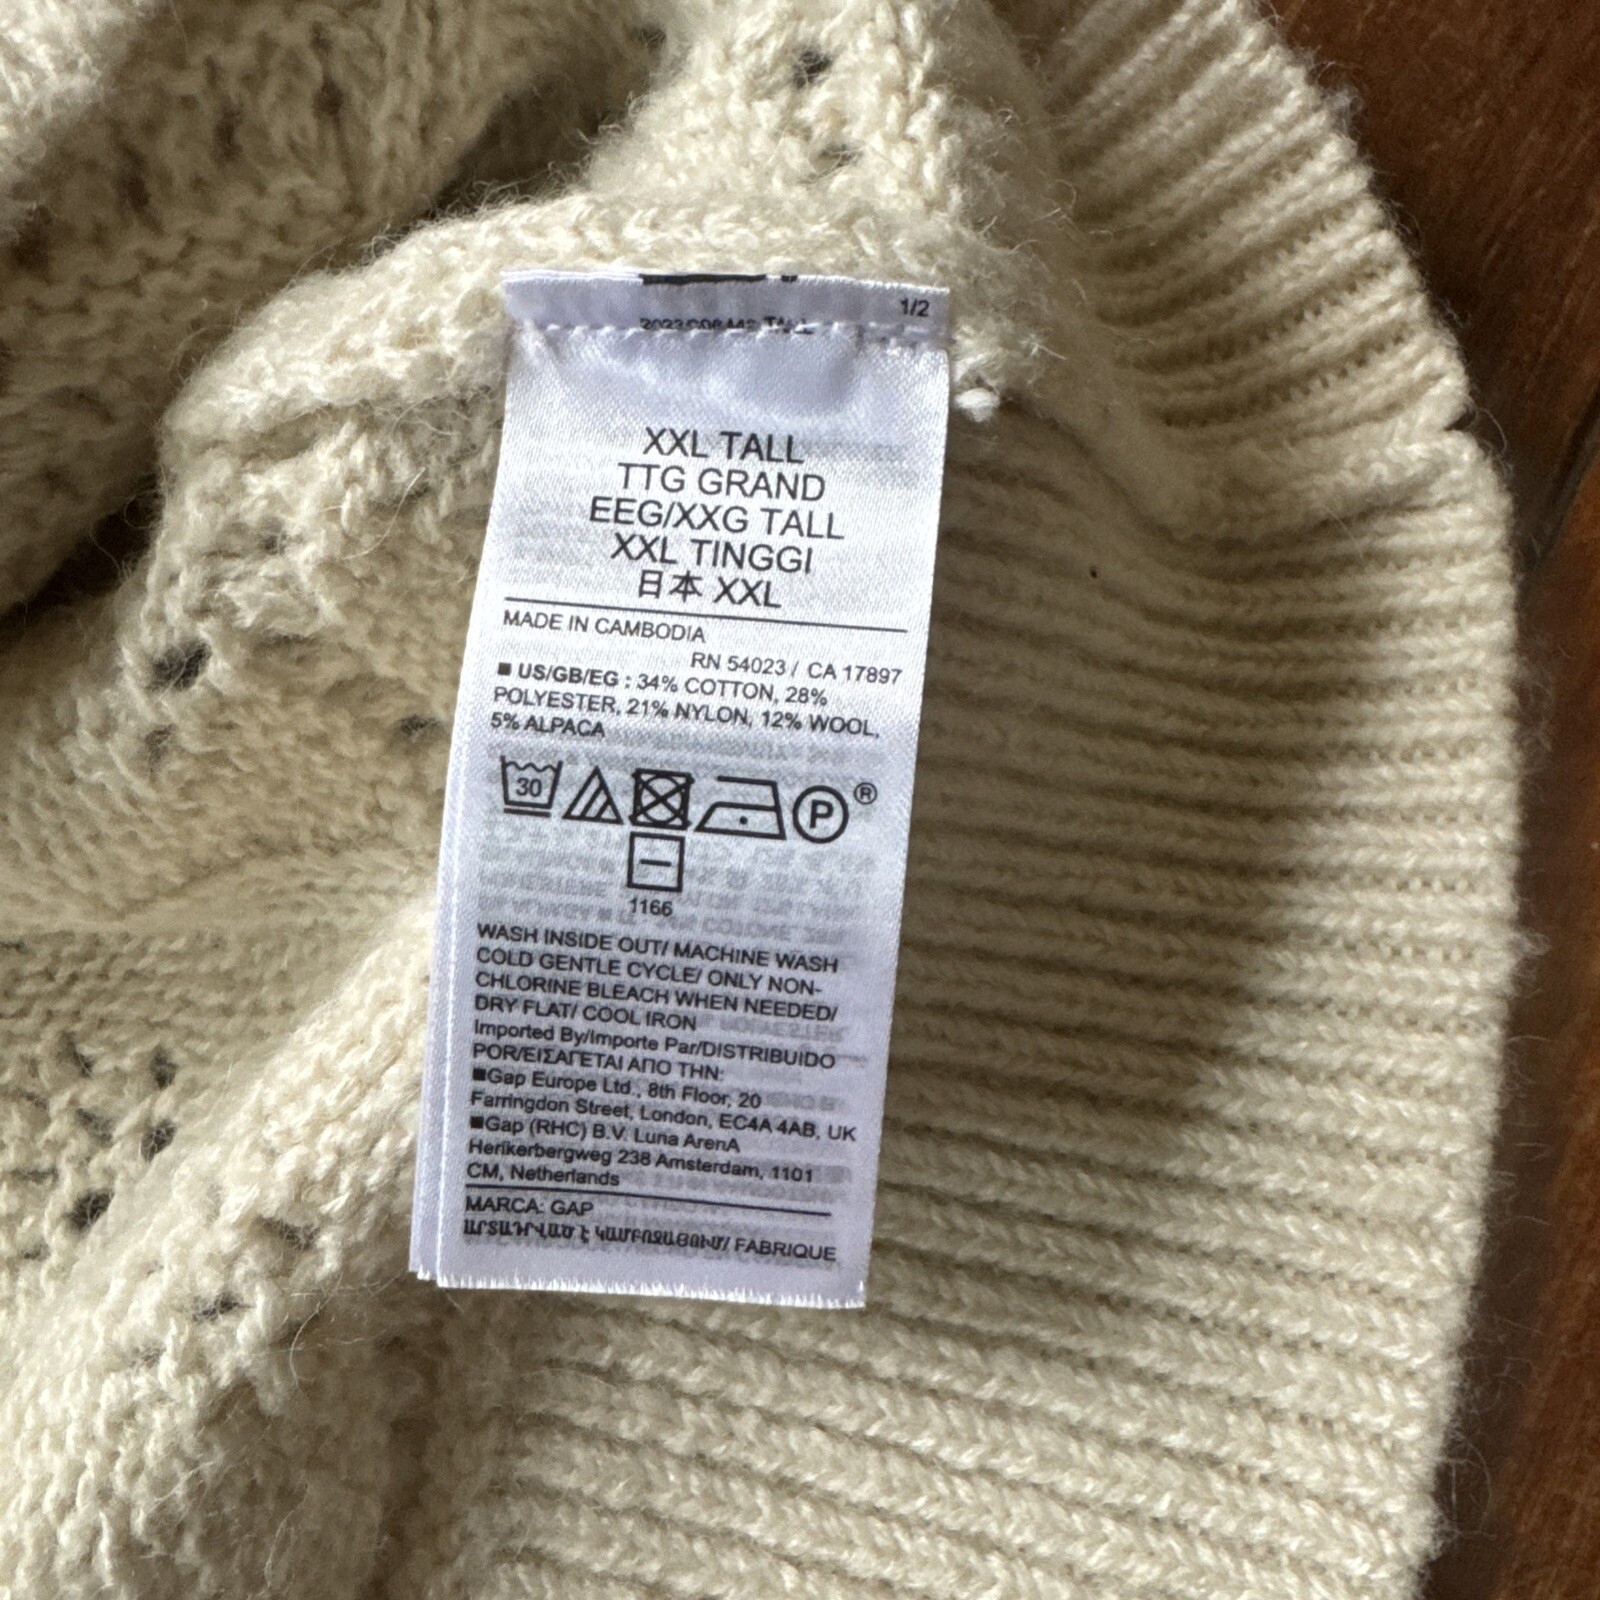 1/2
XXL TALL
TTG GRAND
EEG/XXG TALL
XXL TINGGI
日本 XXL
MADE IN CAMBODIA
RN 54023 / CA 17897
■ US/GB/EG : 34% COTTON, 28%
POLYESTER, 21% NYLON, 12% WOOL,
5% ALPACA
30
P ®
1166
WASH INSIDE OUT/ MACHINE WASH
COLD GENTLE CYCLE/ ONLY NON-
CHLORINE BLEACH WHEN NEEDED/
DRY FLAT/ COOL IRON
Imported By/Importe Par/DISTRIBUIDO
POR/ΕΙΣΑΓΕΤΑΙ ΑΠΟ ΤΗΝ:
■Gap Europe Ltd., 8th Floor, 20
Farringdon Street, London, EC4A 4AB, UK
■Gap (RHC) B.V. Luna ArenA
Herikerbergweg 238 Amsterdam, 1101
CM, Netherlands
MARCA: GAP
ԱՐՏԱԴՐՎԱԾ Է ԿԱՄԲՈՋԱՅՈՒՄ/ FABRIQUE